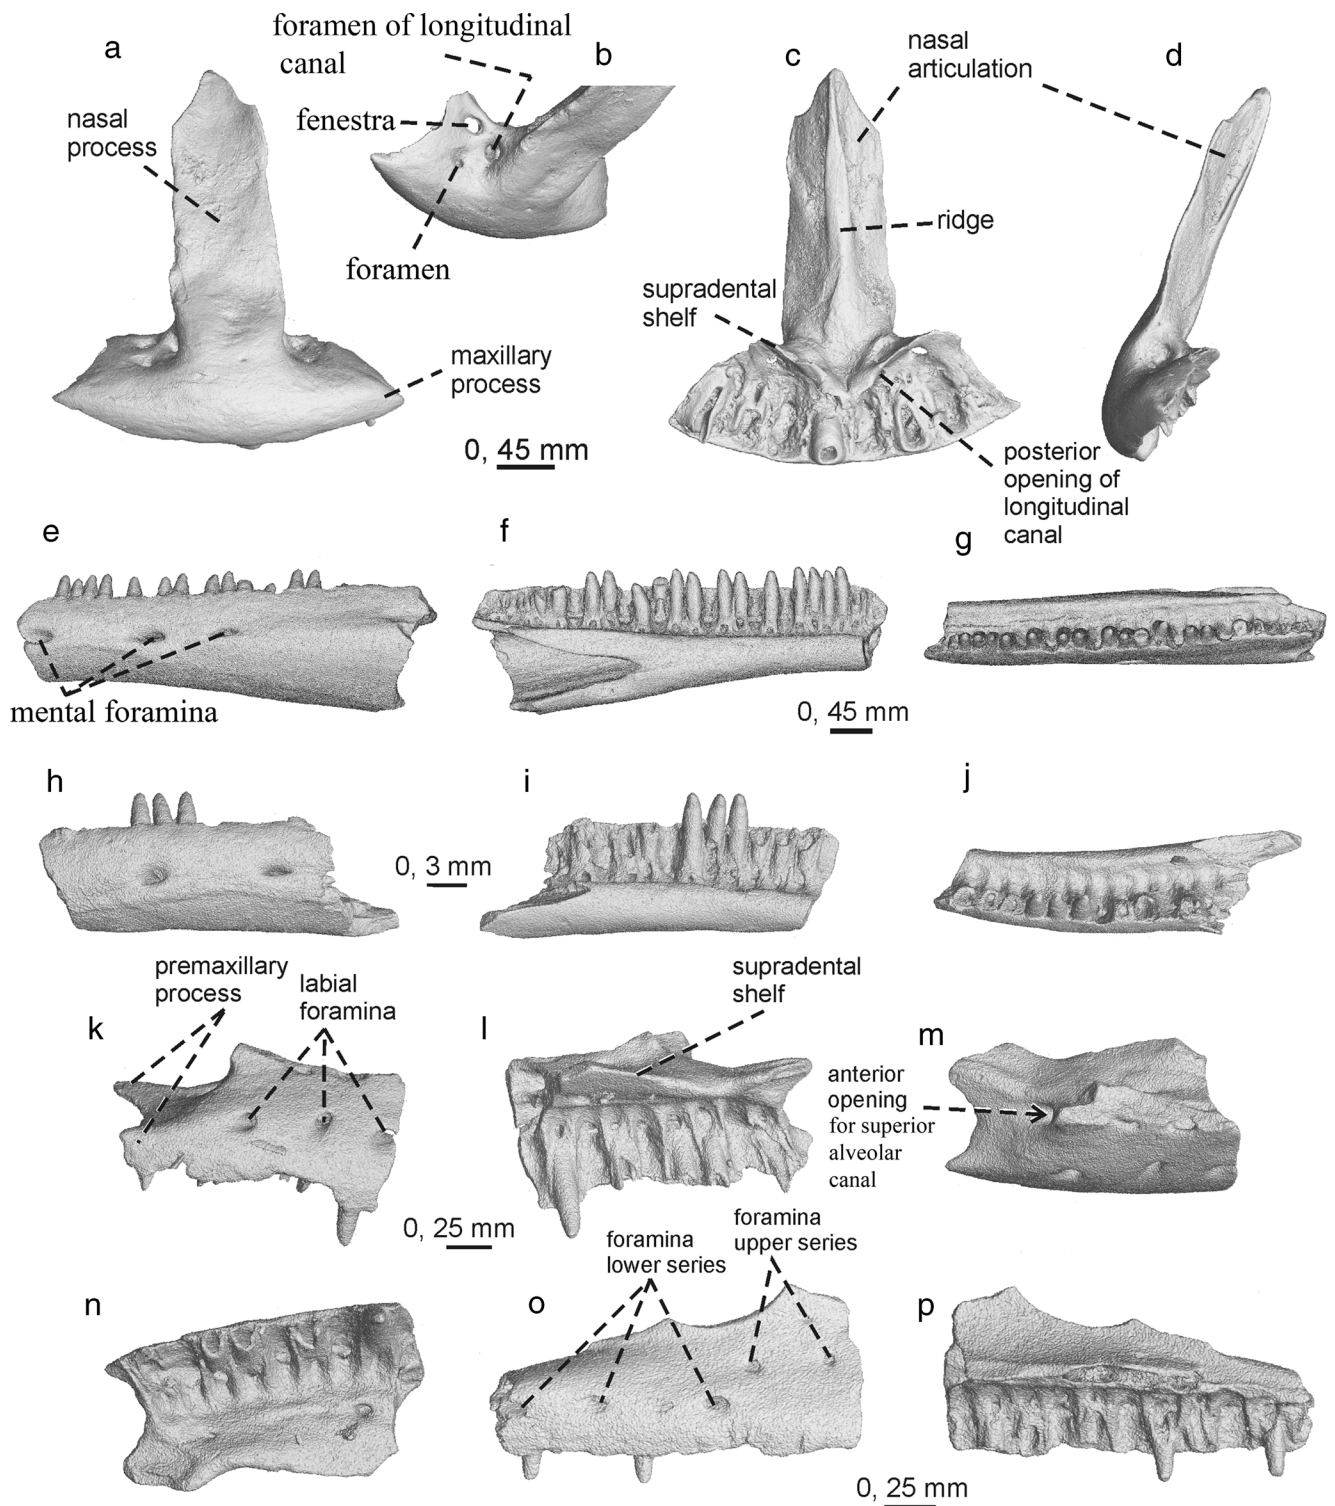 a
foramen of longitudinal
canal
b
c
nasal
articulation
d
nasal
process
fenestra
foramen
ridge
supradental
shelf
maxillary
process
0, 45 mm
posterior
opening of
longitudinal
canal
e
f
g
mental foramina
0, 45 mm
h
i
j
0, 3 mm
premaxillary
process
labial
foramina
supradental
shelf
k
l
m
anterior
opening
for superior
alveolar
canal
0, 25 mm
foramina
lower series
foramina
upper series
n
o
p
0, 25 mm